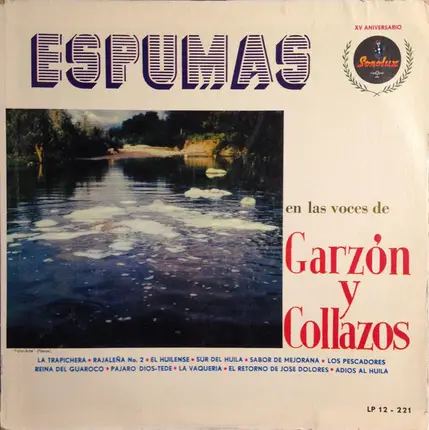 XV ANIVERSARIO
Sonolux
ESPUMAS
en las voces de
Garzón
y
Collazos
LA TRAPICHERA • RAJALEÑA No. 2 • EL HUILENSE • SUR DEL HUILA • SABOR DE MEJORANA • LOS PESCADORES
REINA DEL GUAROCO • PAJARO DIOS-TEDE • LA VAQUERIA • EL RETORNO DE JOSE DOLORES • ADIOS AL HUILA
LP 12 - 221